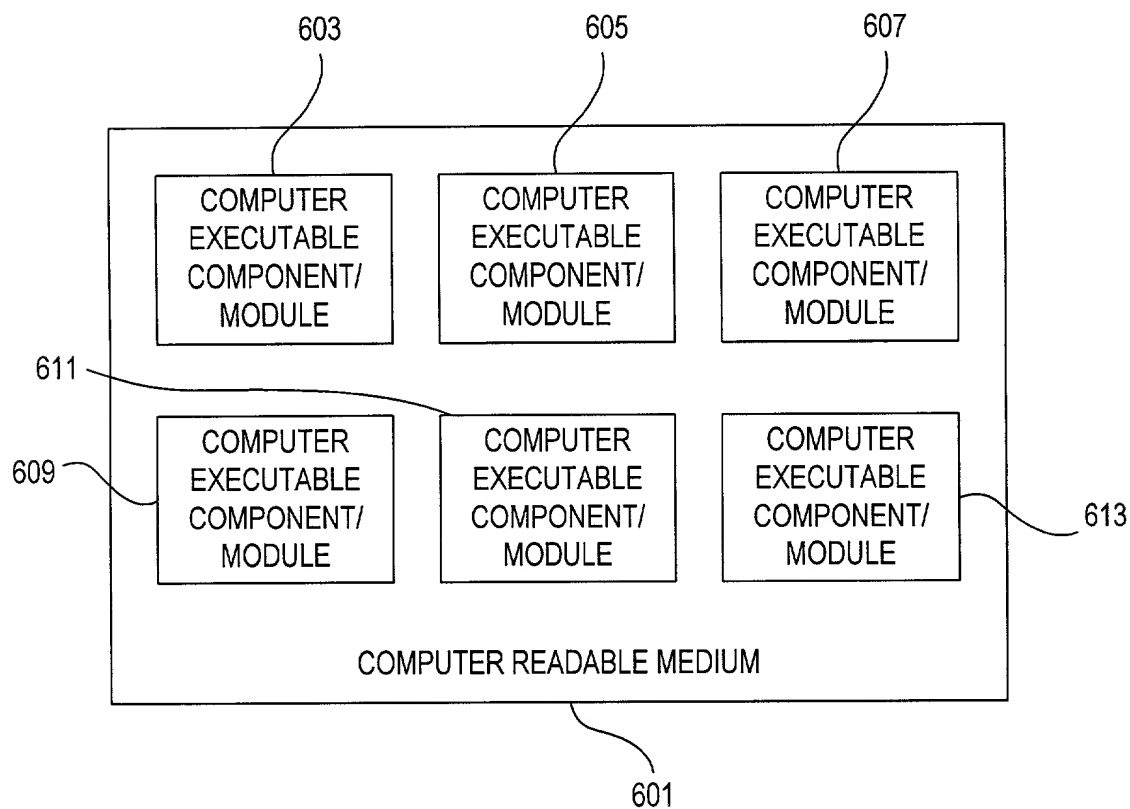 603
605
607
COMPUTER
EXECUTABLE
COMPONENT/
MODULE
COMPUTER
EXECUTABLE
COMPONENT/
MODULE
COMPUTER
EXECUTABLE
COMPONENT/
MODULE
611
609
COMPUTER
EXECUTABLE
COMPONENT/
MODULE
COMPUTER
EXECUTABLE
COMPONENT/
MODULE
COMPUTER
EXECUTABLE
COMPONENT/
MODULE
613
COMPUTER READABLE MEDIUM
601